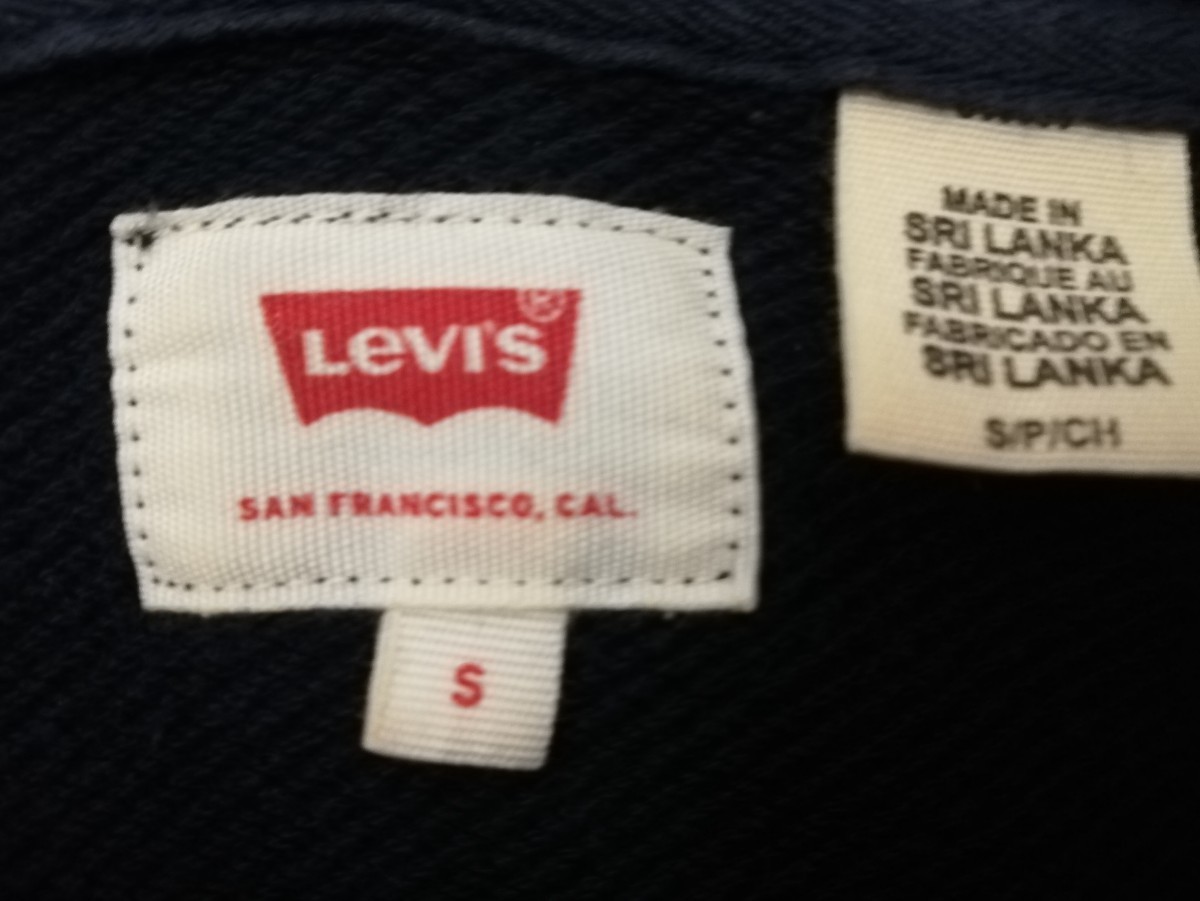 LEVI'S®
SAN FRANCISCO, CAL.
S
MADE IN
SRI LANKA
FABRIQUE AU
SRI LANKA
FABRICADO EN
SRI LANKA
S/P/CH